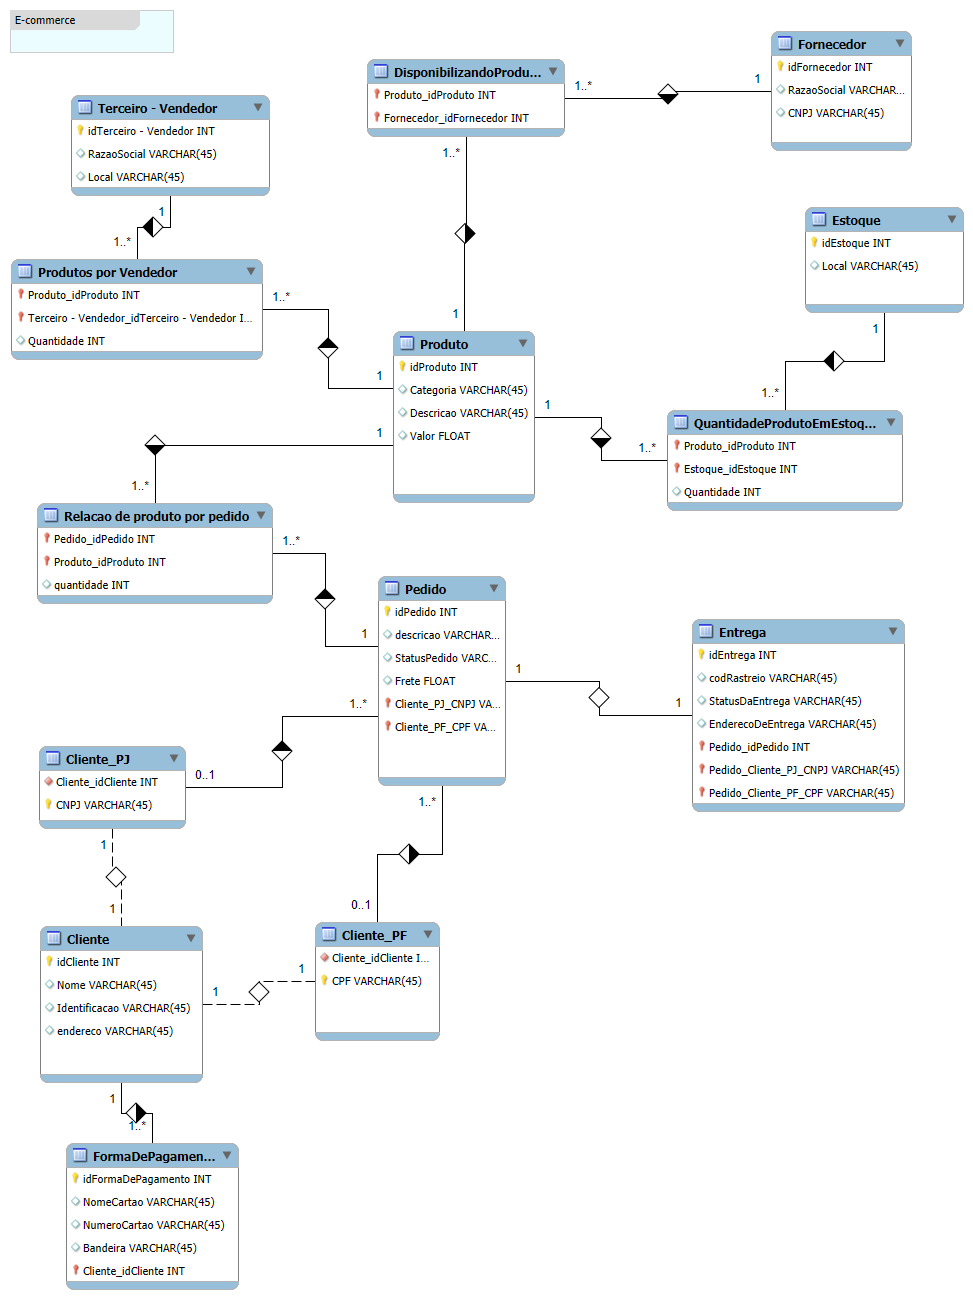 E-commerce
Fornecedor
idFornecedor INT
RazaoSocial VARCHAR...
CNPJ VARCHAR(45)
DisponibilizandoProdu...
Produto_idProduto INT
Fornecedor_idFornecedor INT
1..*
1
1..*
1
Terceiro - Vendedor
idTerceiro - Vendedor INT
RazaoSocial VARCHAR(45)
Local VARCHAR(45)
1
1..*
Produtos por Vendedor
Produto_idProduto INT
Terceiro - Vendedor_idTerceiro - Vendedor I...
Quantidade INT
1..*
1
Estoque
idEstoque INT
Local VARCHAR(45)
1
1..*
Produto
idProduto INT
Categoria VARCHAR(45)
Descricao VARCHAR(45)
Valor FLOAT
1
1..*
QuantidadeProdutoEmEstoq...
Produto_idProduto INT
Estoque_idEstoque INT
Quantidade INT
1
1..*
Relacao de produto por pedido
Pedido_idPedido INT
Produto_idProduto INT
quantidade INT
1..*
1
Pedido
idPedido INT
descricao VARCHAR...
StatusPedido VARC...
Frete FLOAT
Cliente_PJ_CNPJ VA...
Cliente_PF_CPF VA...
1
1
Entrega
idEntrega INT
codRastreio VARCHAR(45)
StatusDaEntrega VARCHAR(45)
EnderecoDeEntrega VARCHAR(45)
Pedido_idPedido INT
Pedido_Cliente_PJ_CNPJ VARCHAR(45)
Pedido_Cliente_PF_CPF VARCHAR(45)
1..*
0..1
Cliente_PJ
Cliente_idCliente INT
CNPJ VARCHAR(45)
1..*
0..1
1
1
Cliente
idCliente INT
Nome VARCHAR(45)
Identificacao VARCHAR(45)
endereco VARCHAR(45)
1
1
Cliente_PF
Cliente_idCliente I...
CPF VARCHAR(45)
1
1..*
FormaDePagamen...
idFormaDePagamento INT
NomeCartao VARCHAR(45)
NumeroCartao VARCHAR(45)
Bandeira VARCHAR(45)
Cliente_idCliente INT